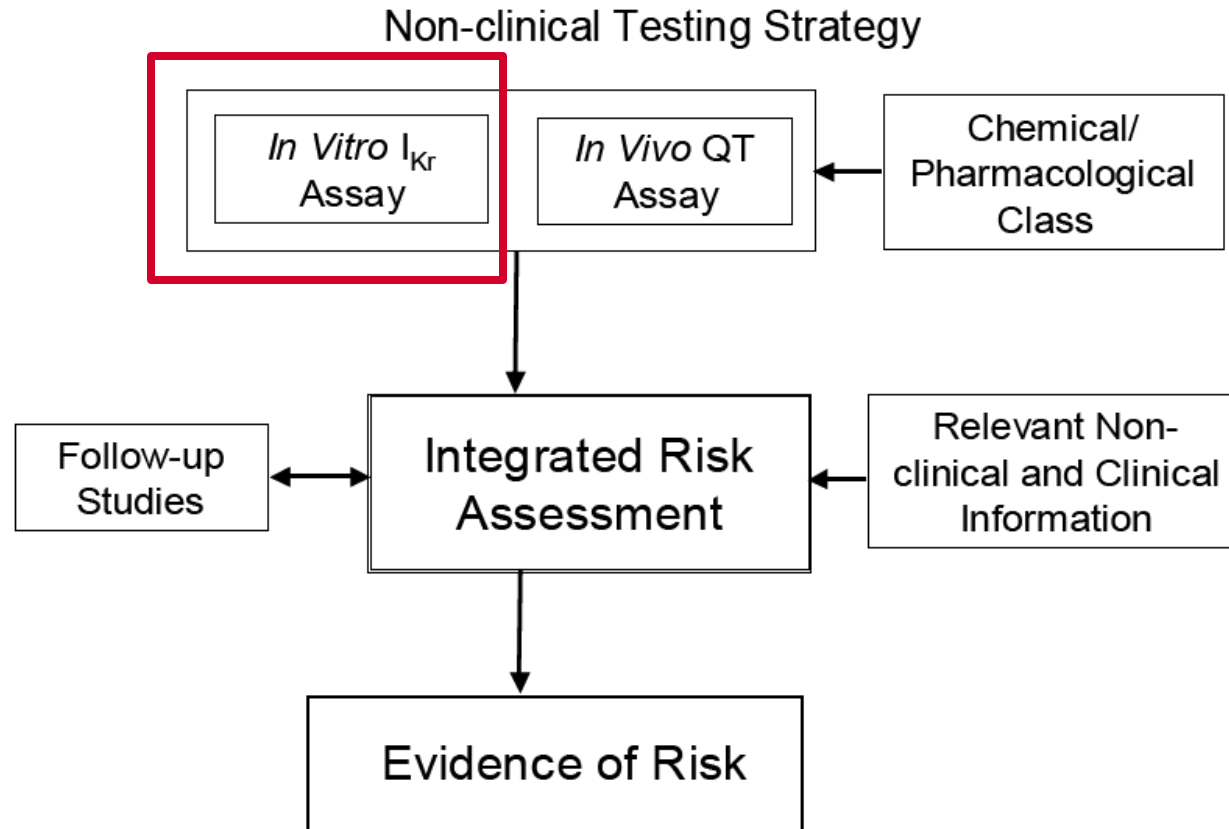 Non-clinical Testing Strategy
In Vitro I_Kr
Assay
In Vivo QT
Assay
Chemical/
Pharmacological
Class
Follow-up
Studies
Integrated Risk
Assessment
Relevant Non-
clinical and Clinical
Information
Evidence of Risk